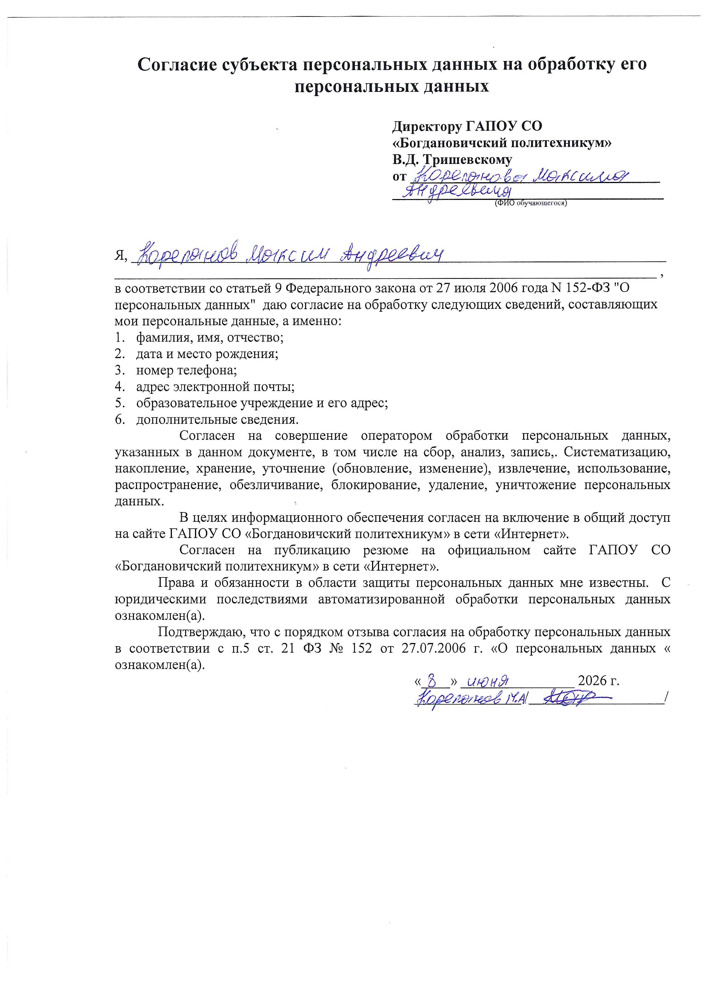 Согласие субъекта персональных данных на обработку его
персональных данных
Директору ГАПОУ СО
«Богдановичский политехникум»
В.Д. Тришевскому
от Корепанова Максима
Андреевича
(ФИО обучающегося)
Я, Корепанов Максим Андреевич
,
в соответствии со статьей 9 Федерального закона от 27 июля 2006 года N 152-ФЗ "О
персональных данных" даю согласие на обработку следующих сведений, составляющих
мои персональные данные, а именно:
1. фамилия, имя, отчество;
2. дата и место рождения;
3. номер телефона;
4. адрес электронной почты;
5. образовательное учреждение и его адрес;
6. дополнительные сведения.
Согласен на совершение оператором обработки персональных данных,
указанных в данном документе, в том числе на сбор, анализ, запись,. Систематизацию,
накопление, хранение, уточнение (обновление, изменение), извлечение, использование,
распространение, обезличивание, блокирование, удаление, уничтожение персональных
данных.
В целях информационного обеспечения согласен на включение в общий доступ
на сайте ГАПОУ СО «Богдановичский политехникум» в сети «Интернет».
Согласен на публикацию резюме на официальном сайте ГАПОУ СО
«Богдановичский политехникум» в сети «Интернет».
Права и обязанности в области защиты персональных данных мне известны. С
юридическими последствиями автоматизированной обработки персональных данных
ознакомлен(а).
Подтверждаю, что с порядком отзыва согласия на обработку персональных данных
в соответствии с п.5 ст. 21 ФЗ № 152 от 27.07.2006 г. «О персональных данных «
ознакомлен(а).
«8» июня 2026 г.
Корепанов М.А/ /